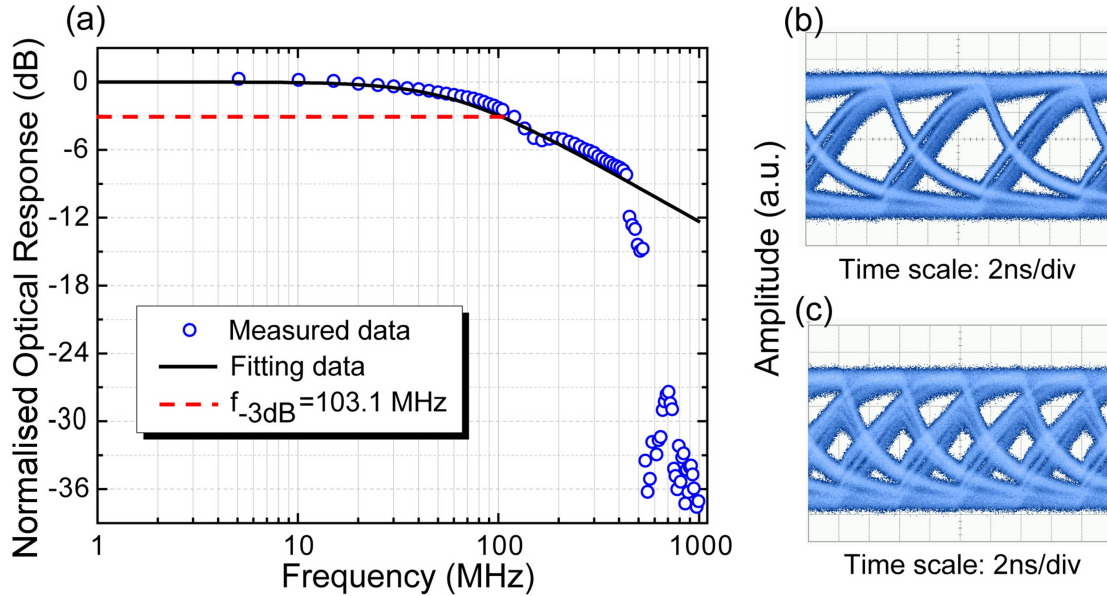 (a)
Normalised Optical Response (dB)
0
-6
-12
-18
-24
-30
-36
Measured data
Fitting data
f-3dB=103.1 MHz
1
10
100
1000
Frequency (MHz)
(b)
Amplitude (a.u.)
Time scale: 2ns/div
(c)
Time scale: 2ns/div